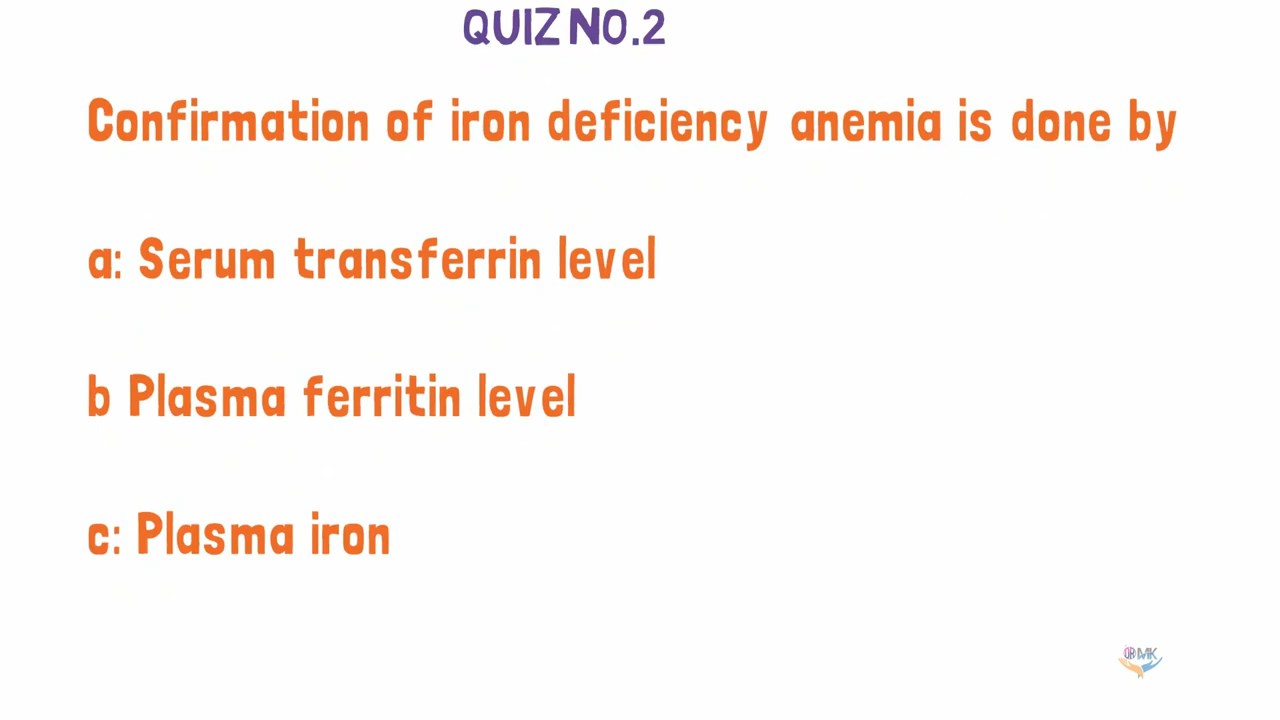 QUIZ NO.2
Confirmation of iron deficiency anemia is done by
a: Serum transferrin level
b Plasma ferritin level
c: Plasma iron
MK